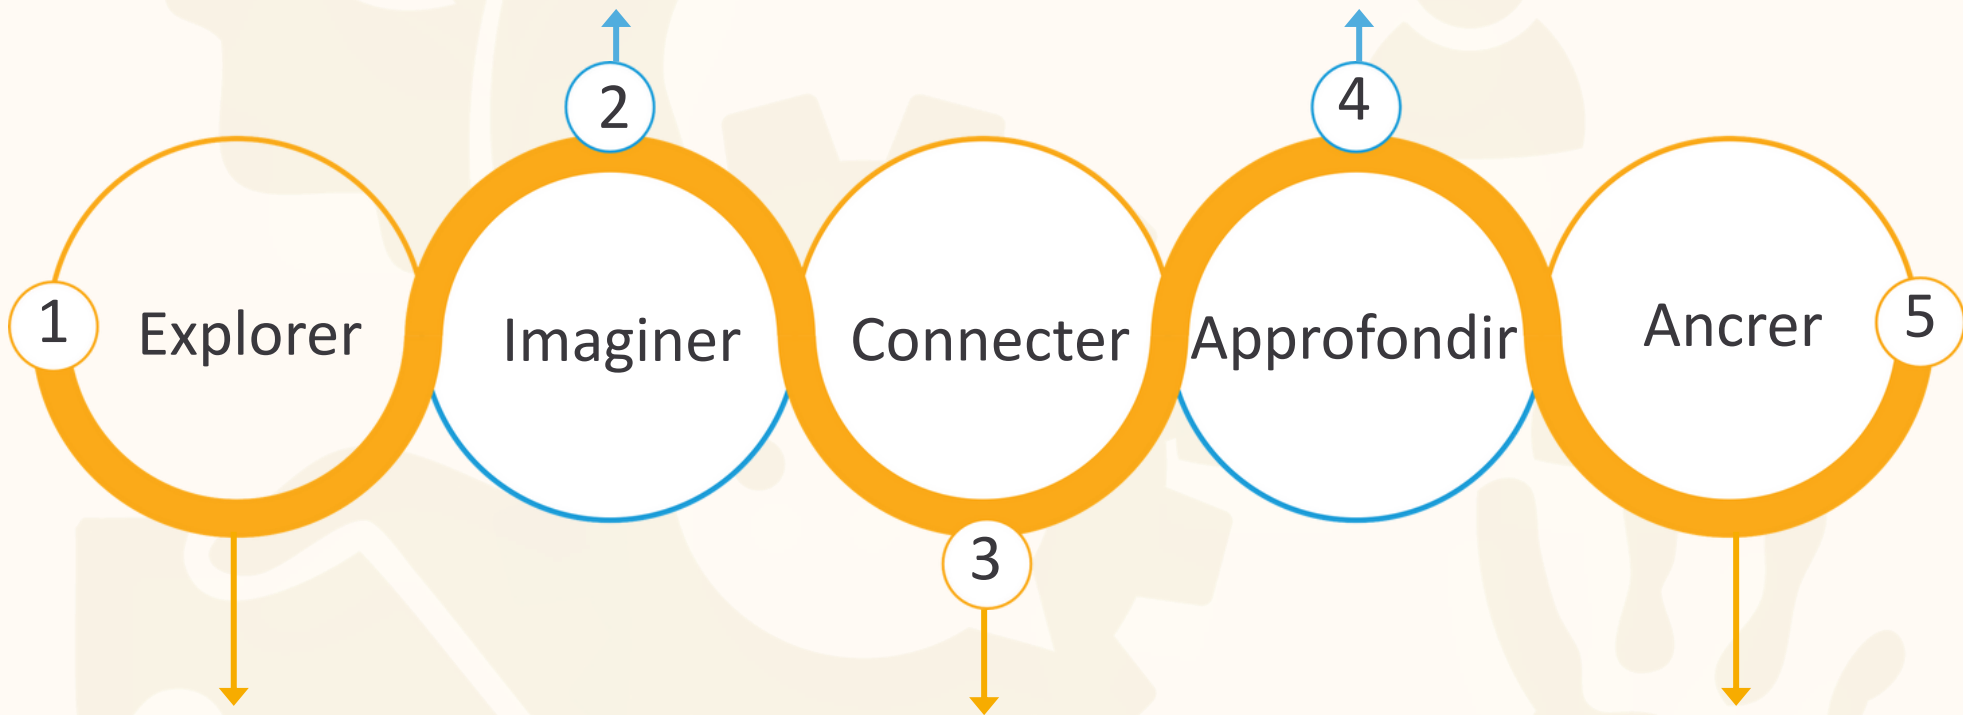 1
Explorer
2
Imaginer
3
Connecter
4
Approfondir
5
Ancrer